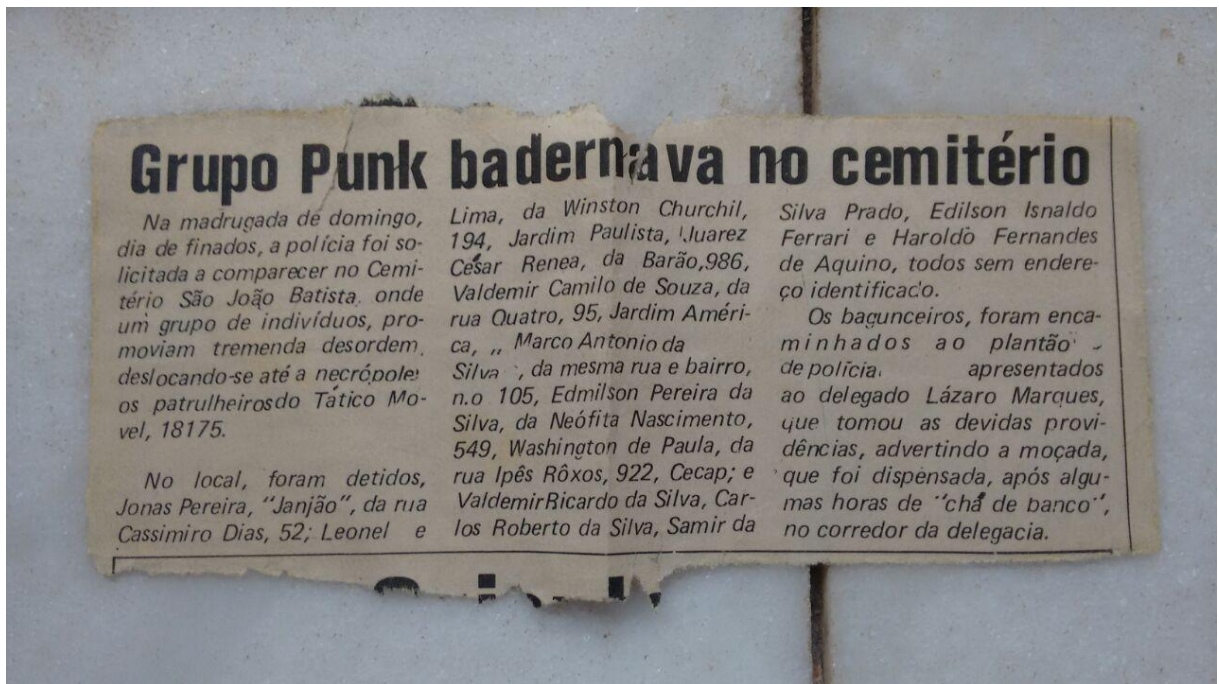 Grupo Punk badernava no cemitério
Na madrugada de domingo,
dia de finados, a polícia foi so-
licitada a comparecer no Cemi-
tério São João Batista, onde
um grupo de indivíduos, pro-
moviam tremenda desordem,
deslocando-se até a necrópole
os patrulheiros do Tático Mo-
vel, 18175.
No local, foram detidos,
Jonas Pereira, "Janjão", da rua
Cassimiro Dias, 52; Leonel e
Lima, da Winston Churchil,
194, Jardim Paulista, Juarez
César Renea, da Barão,986,
Valdemir Camilo de Souza, da
rua Quatro, 95, Jardim Améri-
ca, ,, Marco Antonio da
Silva , da mesma rua e bairro,
n.o 105, Edmilson Pereira da
Silva, da Neófita Nascimento,
549, Washington de Paula, da
rua Ipês Rôxos, 922, Cecap; e
Valdemir Ricardo da Silva, Car-
los Roberto da Silva, Samir da
Silva Prado, Edilson Isnaldo
Ferrari e Haroldo Fernandes
de Aquino, todos sem endere-
ço identificado.
Os bagunceiros, foram enca-
minhados ao plantão
de polícia apresentados
ao delegado Lázaro Marques,
que tomou as devidas provi-
dências, advertindo a moçada,
que foi dispensada, após algu-
mas horas de "chá de banco",
no corredor da delegacia.